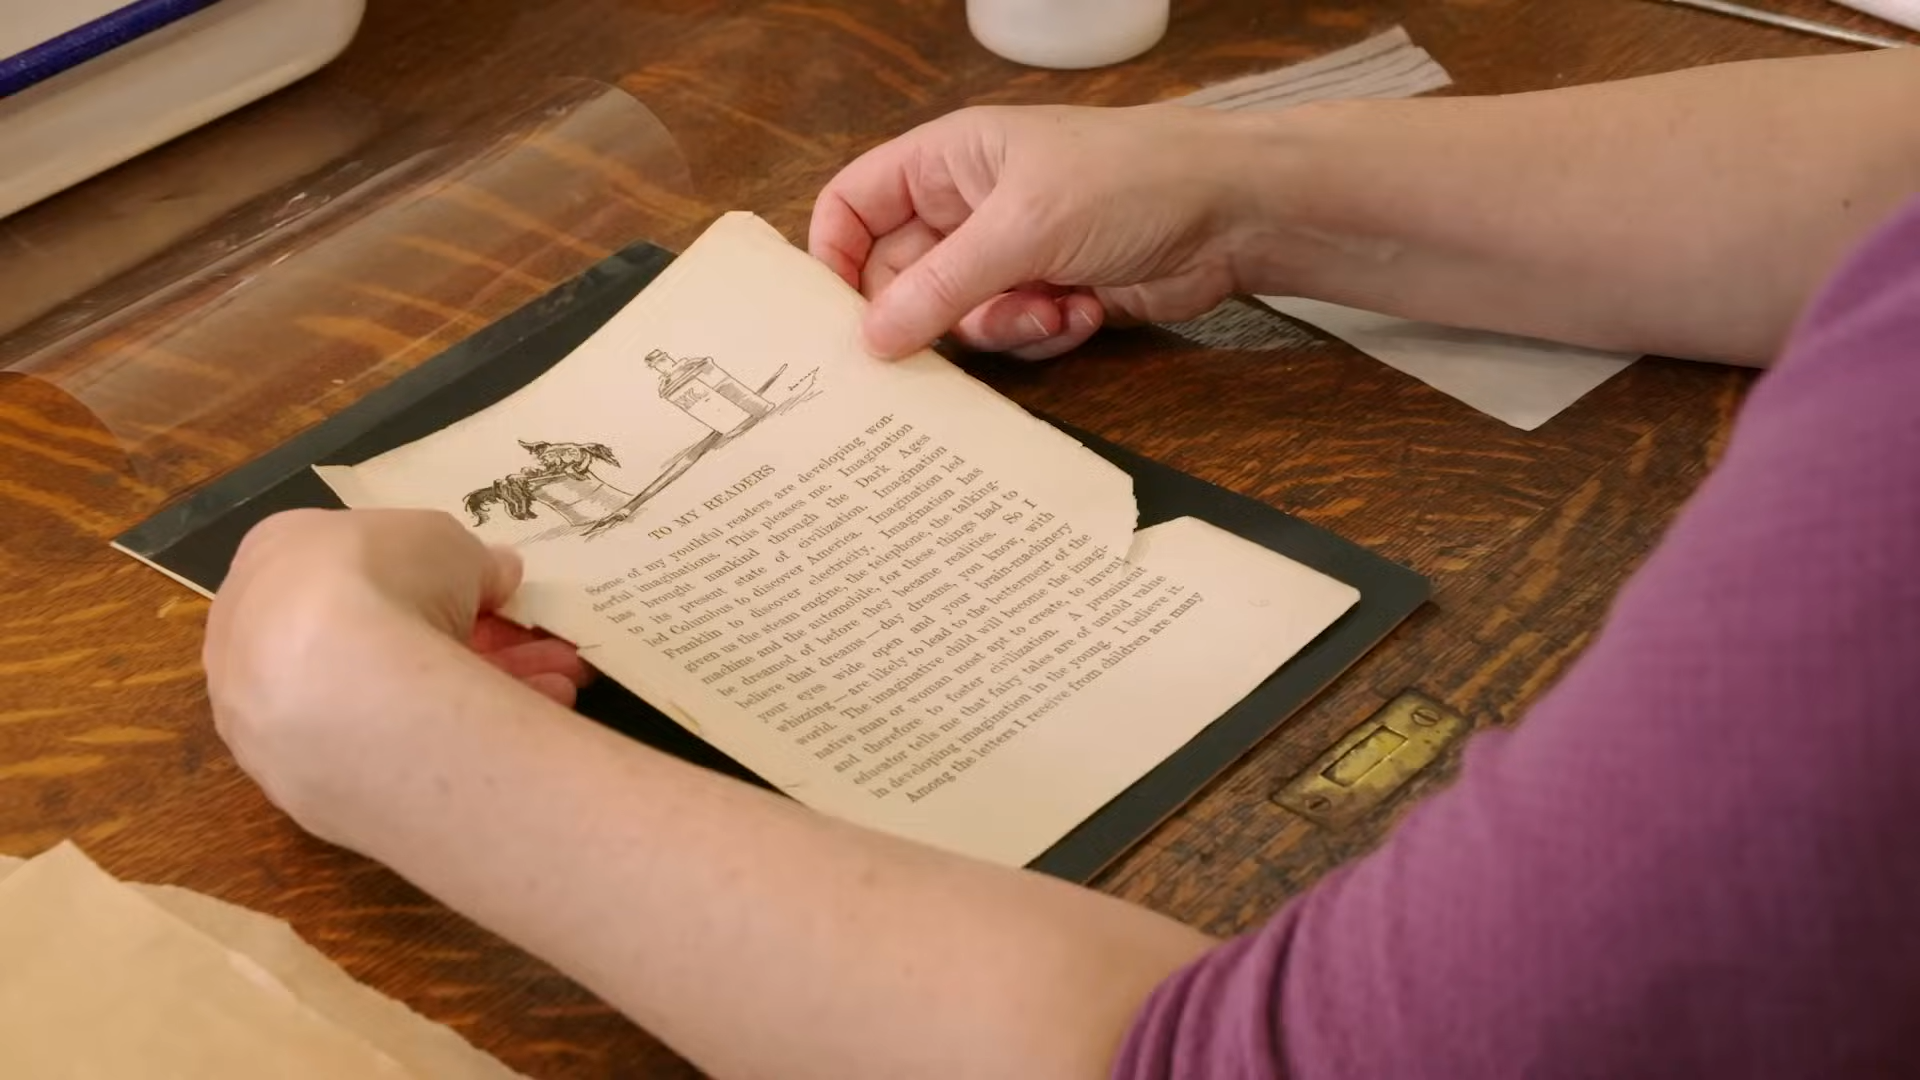 TO MY READERS
Some of my youthful readers are developing won-
derful imaginations. This pleases me. Imagination
has brought mankind through the Dark Ages
to its present state of civilization. Imagination led
led Columbus to discover America. Imagination led
Franklin to discover electricity. Imagination has
given us the steam engine, the telephone, the talking-
machine and the automobile, for these things had to
be dreamed of before they became realities. So I
believe that dreams — day dreams, you know, with
your eyes wide open and your brain-machinery
whizzing — are likely to lead to the betterment of the
world. The imaginative child will become the imagi-
native man or woman most apt to create, to invent,
and therefore to foster civilization. A prominent
educator tells me that fairy tales are of untold value
in developing imagination in the young. I believe it.
Among the letters I receive from children are many